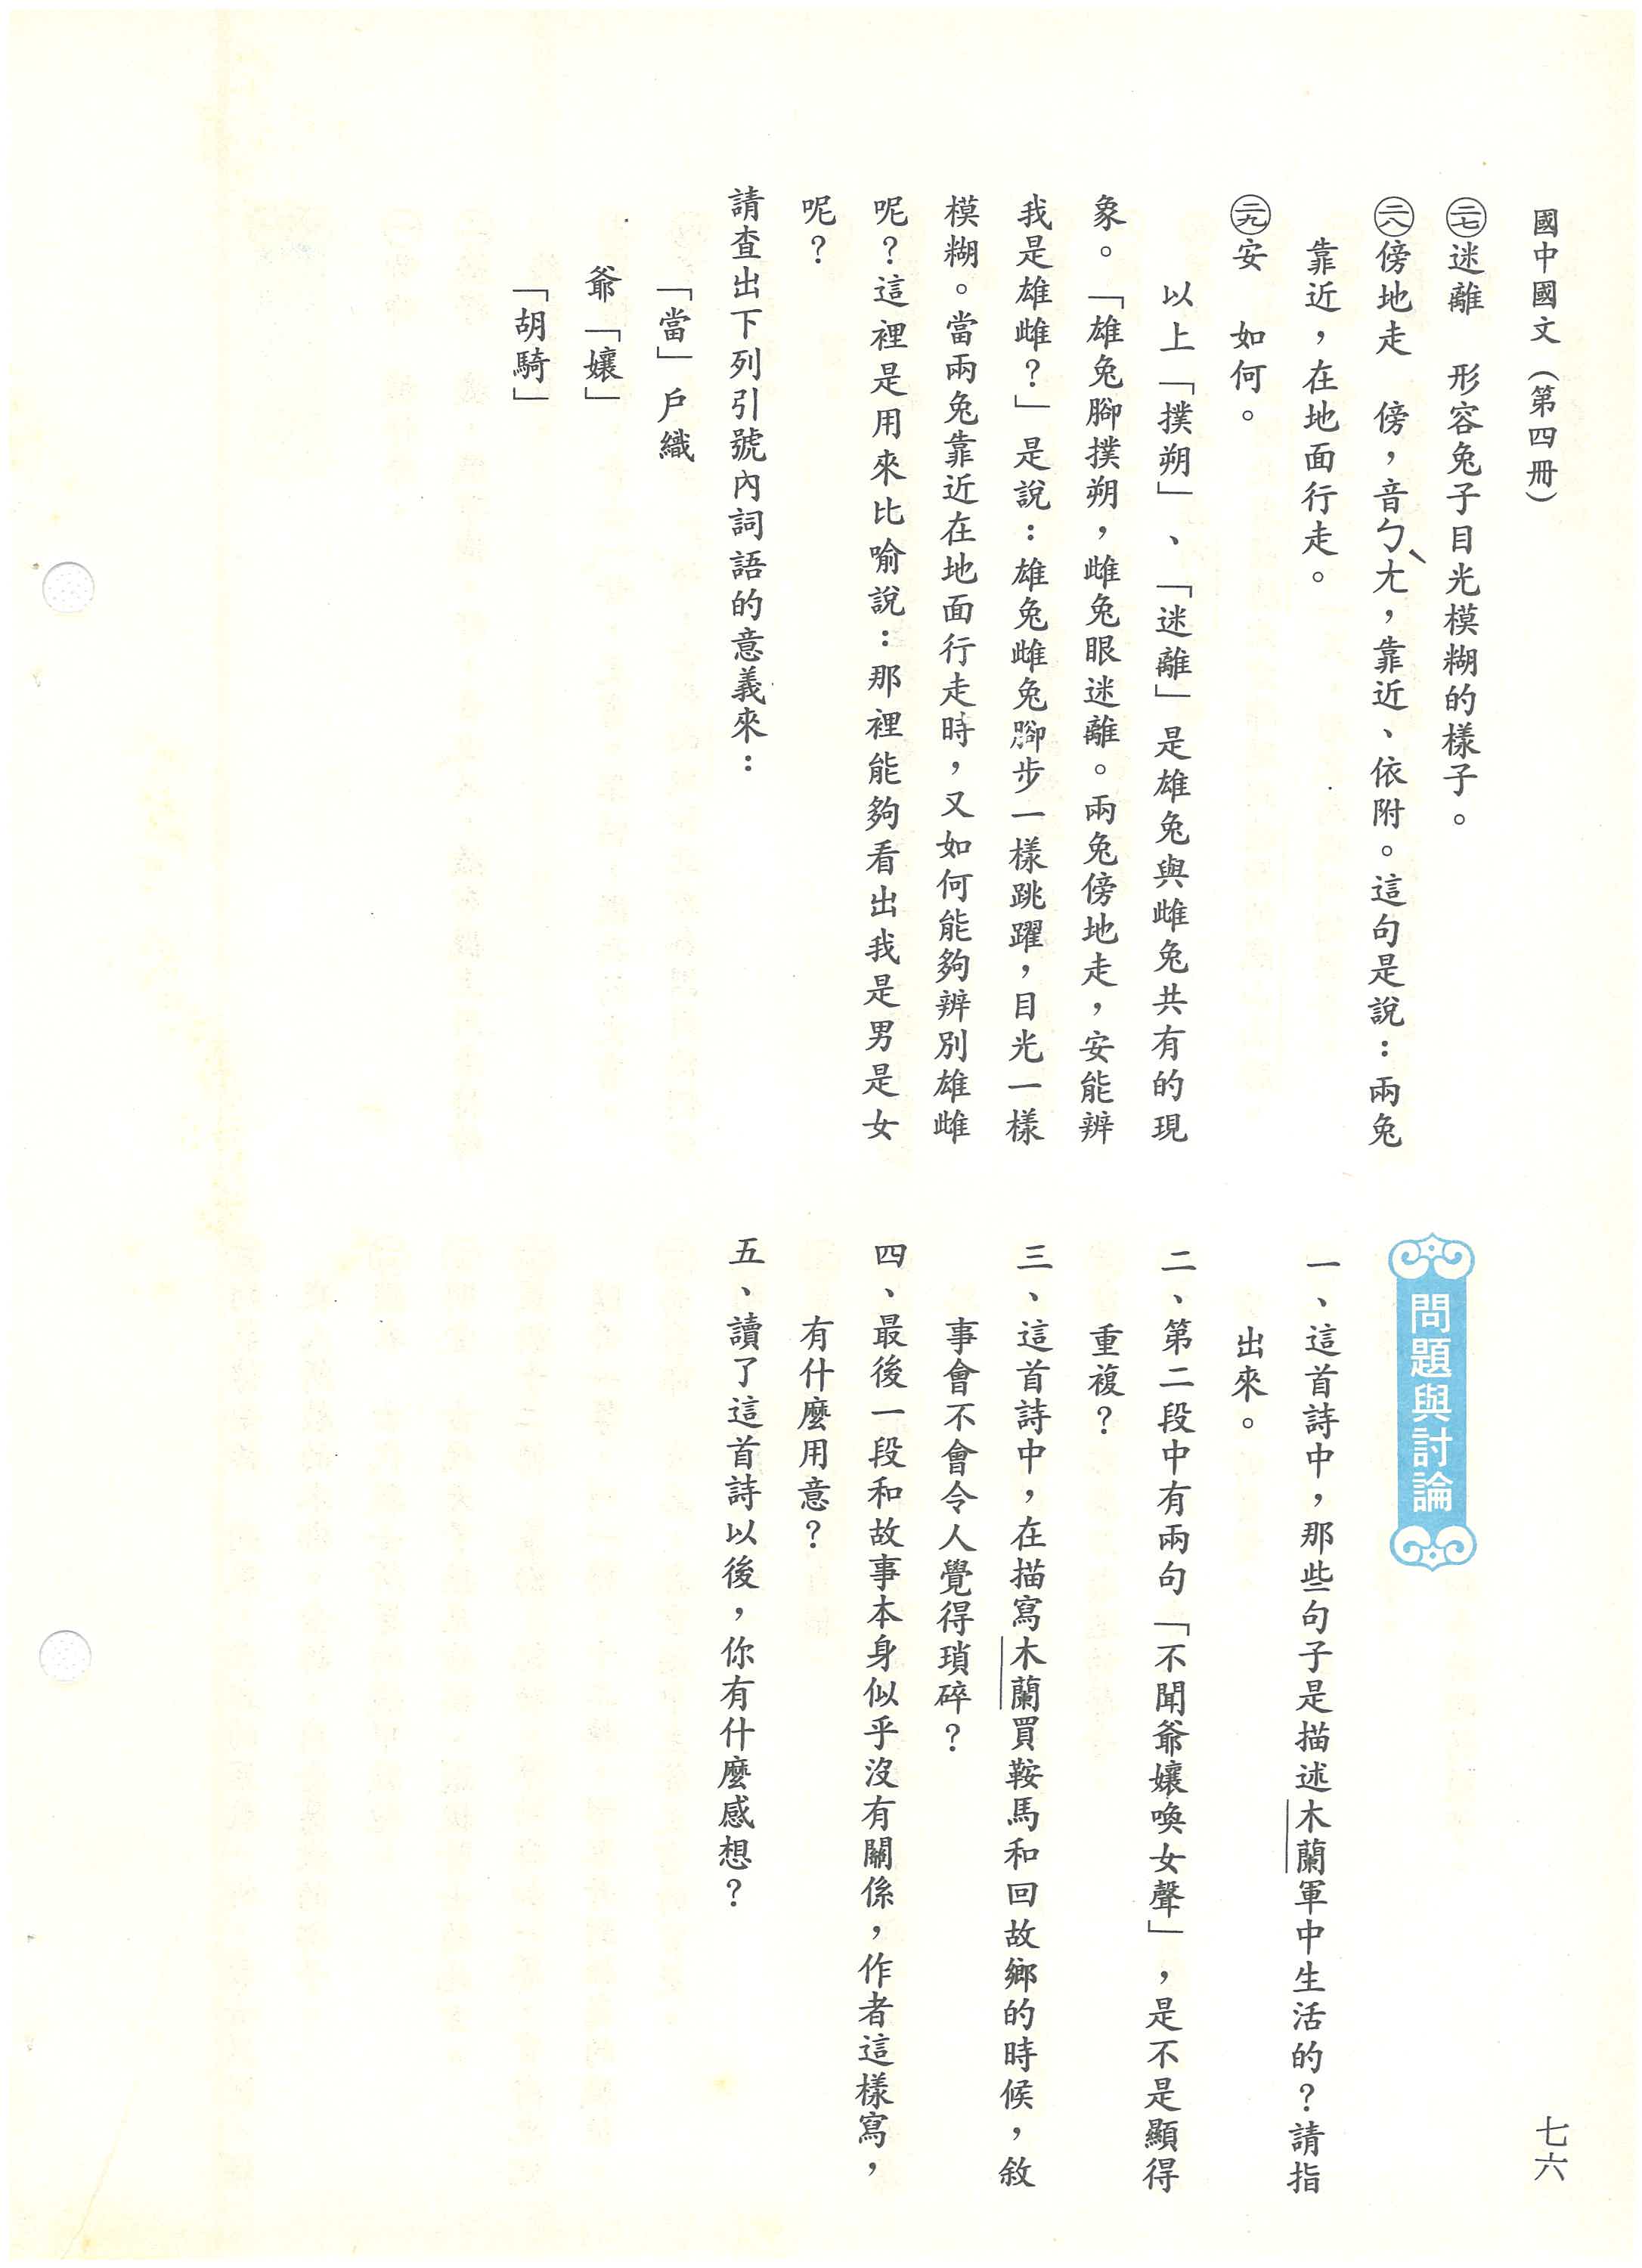 國中國文（第四冊）
㉗迷離　形容兔子目光模糊的樣子。
㉘傍地走　傍，音ㄅㄤˋ，靠近、依附。這句是說：兩兔
靠近，在地面行走。
㉙安　如何。
以上「撲朔」、「迷離」是雄兔與雌兔共有的現
象。「雄兔腳撲朔，雌兔眼迷離。兩兔傍地走，安能辨
我是雄雌？」是說：雄兔雌兔腳步一樣跳躍，目光一樣
模糊。當兩兔靠近在地面行走時，又如何能夠辨別雄雌
呢？這裡是用來比喻說：那裡能夠看出我是男是女
呢？
請查出下列引號內詞語的意義來：
「當」戶織
爺「孃」
「胡騎」
問題與討論
一、這首詩中，那些句子是描述木蘭軍中生活的？請指
出來。
二、第二段中有兩句「不聞爺孃喚女聲」，是不是顯得
重複？
三、這首詩中，在描寫木蘭買鞍馬和回故鄉的時候，敘
事會不會令人覺得瑣碎？
四、最後一段和故事本身似乎沒有關係，作者這樣寫，
有什麼用意？
五、讀了這首詩以後，你有什麼感想？
七六